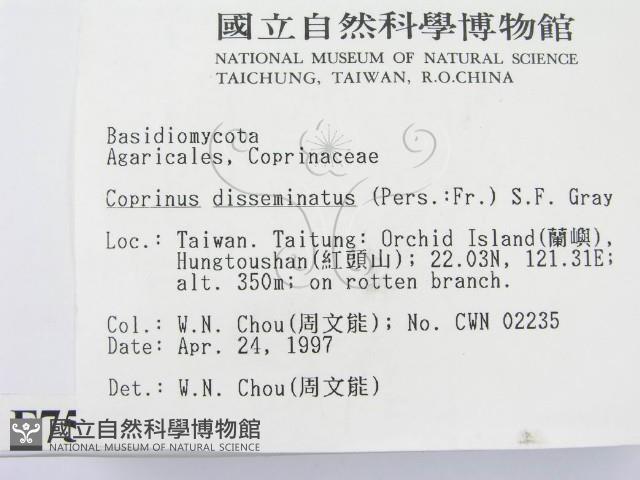 國立自然科學博物館
NATIONAL MUSEUM OF NATURAL SCIENCE
TAICHUNG, TAIWAN, R.O.CHINA
Basidiomycota
Agaricales, Coprinaceae
Coprinus disseminatus (Pers.:Fr.) S.F. Gray
Loc.: Taiwan. Taitung: Orchid Island(蘭嶼),
Hungtoushan(紅頭山); 22.03N, 121.31E;
alt. 350m; on rotten branch.
Col.: W.N. Chou(周文能); No. CWN 02235
Date: Apr. 24, 1997
Det.: W.N. Chou(周文能)
國立自然科學博物館
NATIONAL MUSEUM OF NATURAL SCIENCE